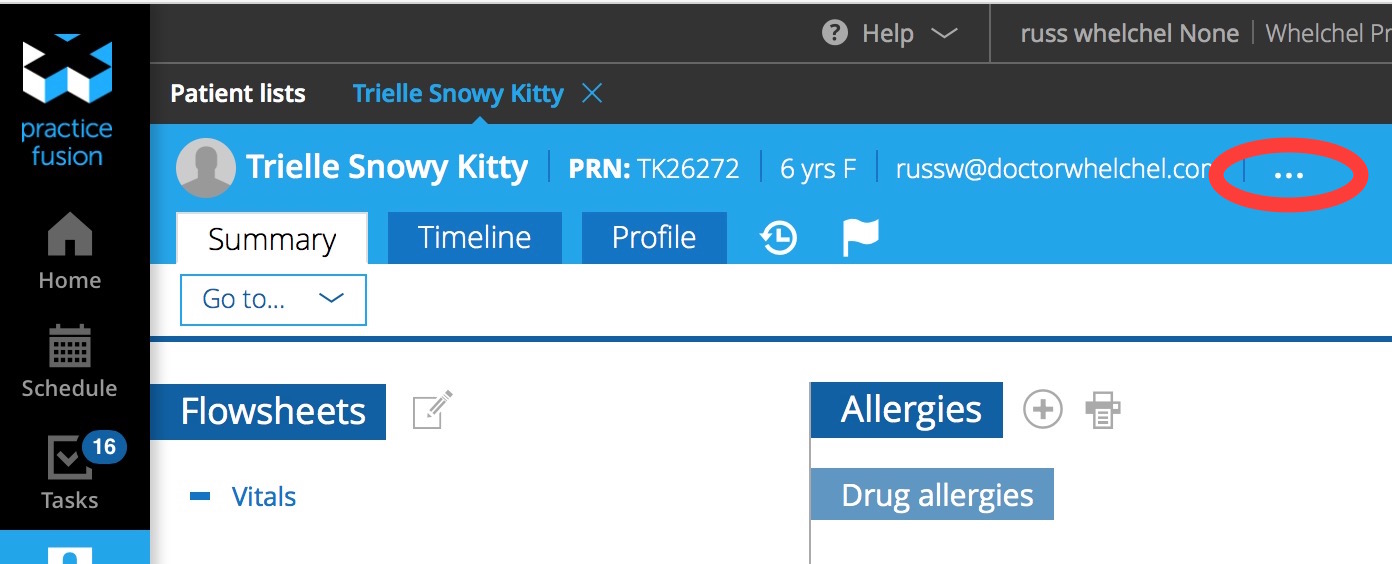 practice
fusion
Help russ whelchel None Whelchel Pr
Patient lists Trielle Snowy Kitty
Trielle Snowy Kitty PRN: TK26272 6 yrs F russw@doctorwhelchel.com ...
Summary Timeline Profile
Go to...
Home
Schedule
16
Tasks
Flowsheets
Vitals
Allergies
Drug allergies